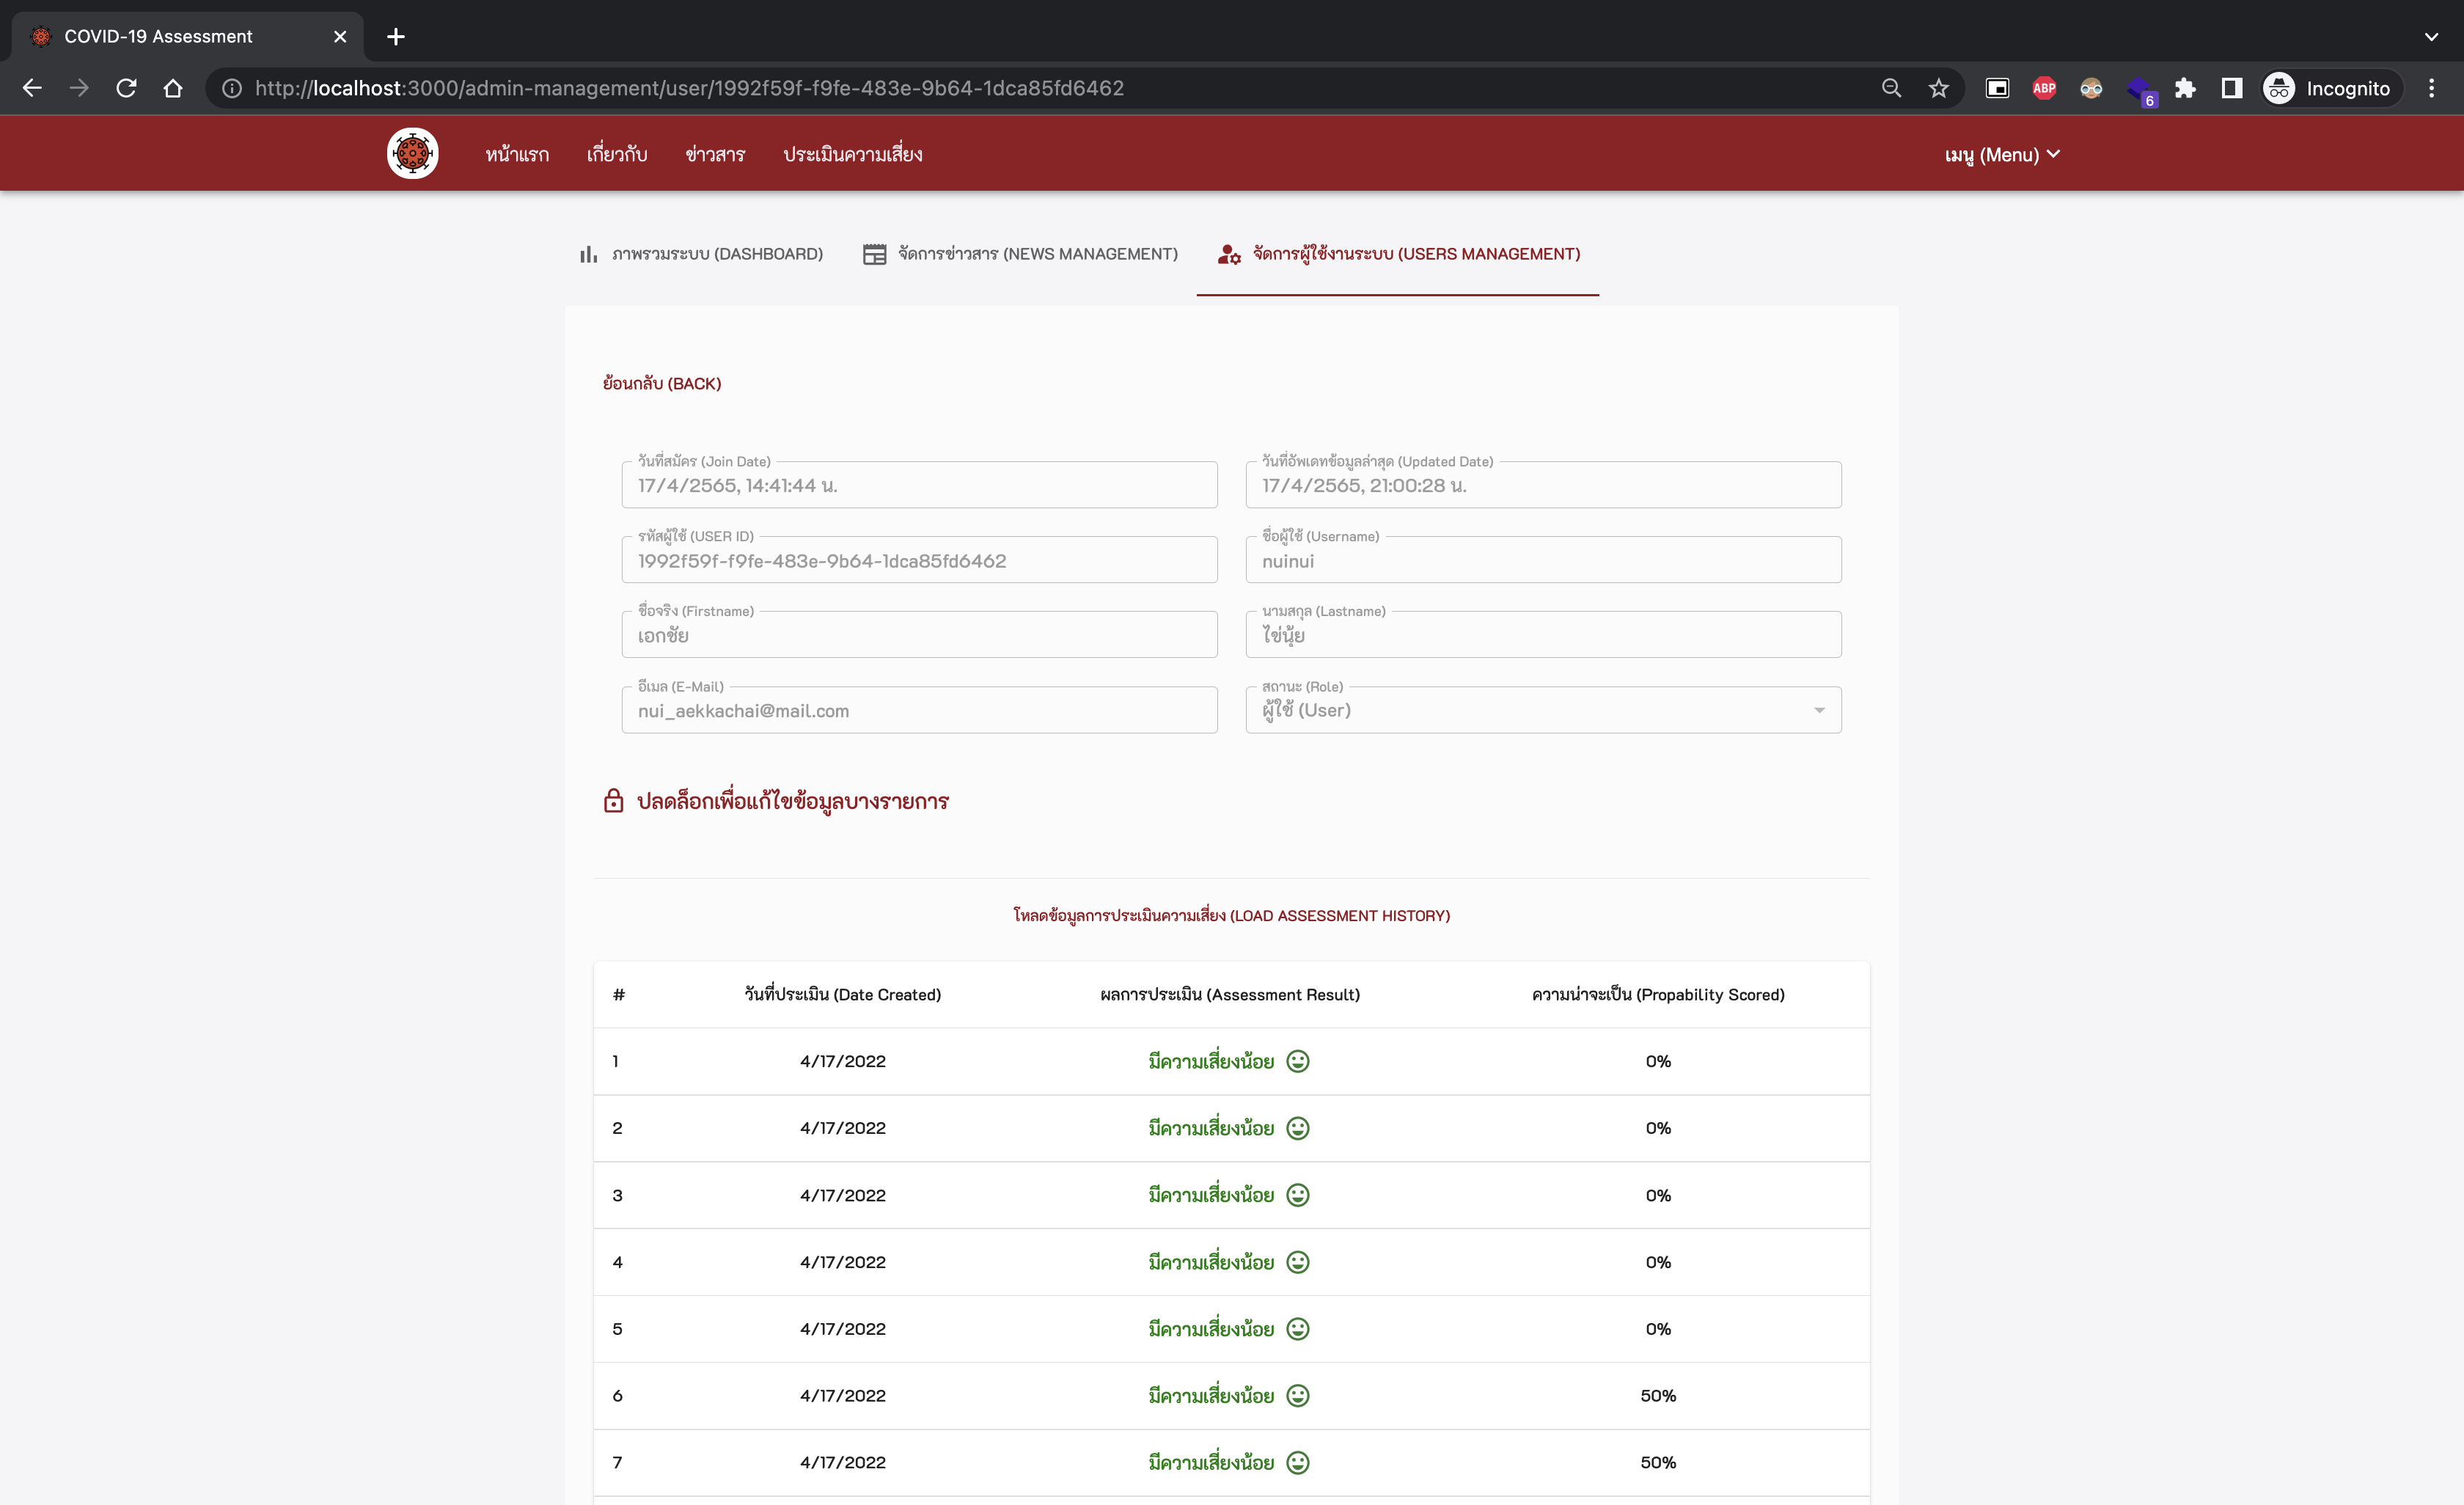 COVID-19 Assessment
http://localhost:3000/admin-management/user/1992f59f-f9fe-483e-9b64-1dca85fd6462
ABP
6
Incognito
หน้าแรก
เกี่ยวกับ
ข่าวสาร
ประเมินความเสี่ยง
เมนู (Menu)
ภาพรวมระบบ (DASHBOARD)
จัดการข่าวสาร (NEWS MANAGEMENT)
จัดการผู้ใช้งานระบบ (USERS MANAGEMENT)
ย้อนกลับ (BACK)
วันที่สมัคร (Join Date)
17/4/2565, 14:41:44 น.
วันที่อัพเดทข้อมูลล่าสุด (Updated Date)
17/4/2565, 21:00:28 น.
รหัสผู้ใช้ (USER ID)
1992f59f-f9fe-483e-9b64-1dca85fd6462
ชื่อผู้ใช้ (Username)
nuinui
ชื่อจริง (Firstname)
เอกชัย
นามสกุล (Lastname)
ไข่นุ้ย
อีเมล (E-Mail)
nui_aekkachai@mail.com
สถานะ (Role)
ผู้ใช้ (User)
ปลดล็อกเพื่อแก้ไขข้อมูลบางรายการ
โหลดข้อมูลการประเมินความเสี่ยง (LOAD ASSESSMENT HISTORY)
# วันที่ประเมิน (Date Created) ผลการประเมิน (Assessment Result) ความน่าจะเป็น (Propability Scored)
1 4/17/2022 มีความเสี่ยงน้อย 0%
2 4/17/2022 มีความเสี่ยงน้อย 0%
3 4/17/2022 มีความเสี่ยงน้อย 0%
4 4/17/2022 มีความเสี่ยงน้อย 0%
5 4/17/2022 มีความเสี่ยงน้อย 0%
6 4/17/2022 มีความเสี่ยงน้อย 50%
7 4/17/2022 มีความเสี่ยงน้อย 50%